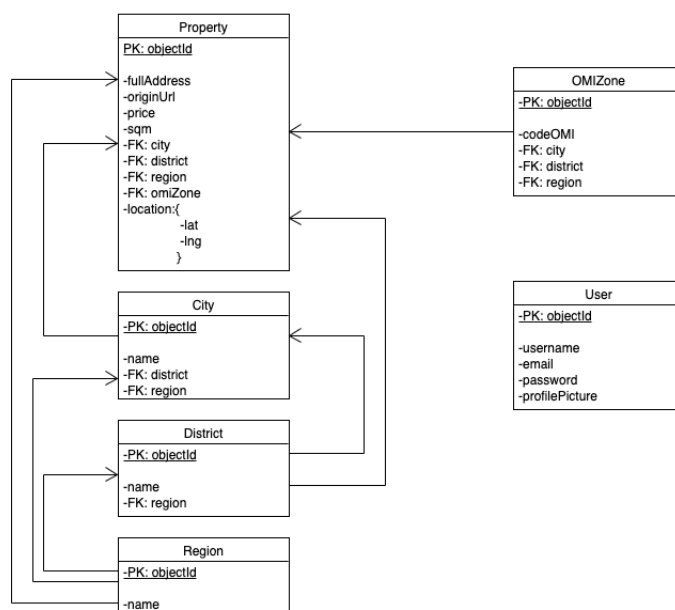 Property
PK: objectId
-fullAddress
-originUrl
-price
-sqm
-FK: city
-FK: district
-FK: region
-FK: omiZone
-location:{
-lat
-lng
}
OMIZone
-PK: objectId
-codeOMI
-FK: city
-FK: district
-FK: region
City
-PK: objectId
-name
-FK: district
-FK: region
User
-PK: objectId
-username
-email
-password
-profilePicture
District
-PK: objectId
-name
-FK: region
Region
-PK: objectId
-name